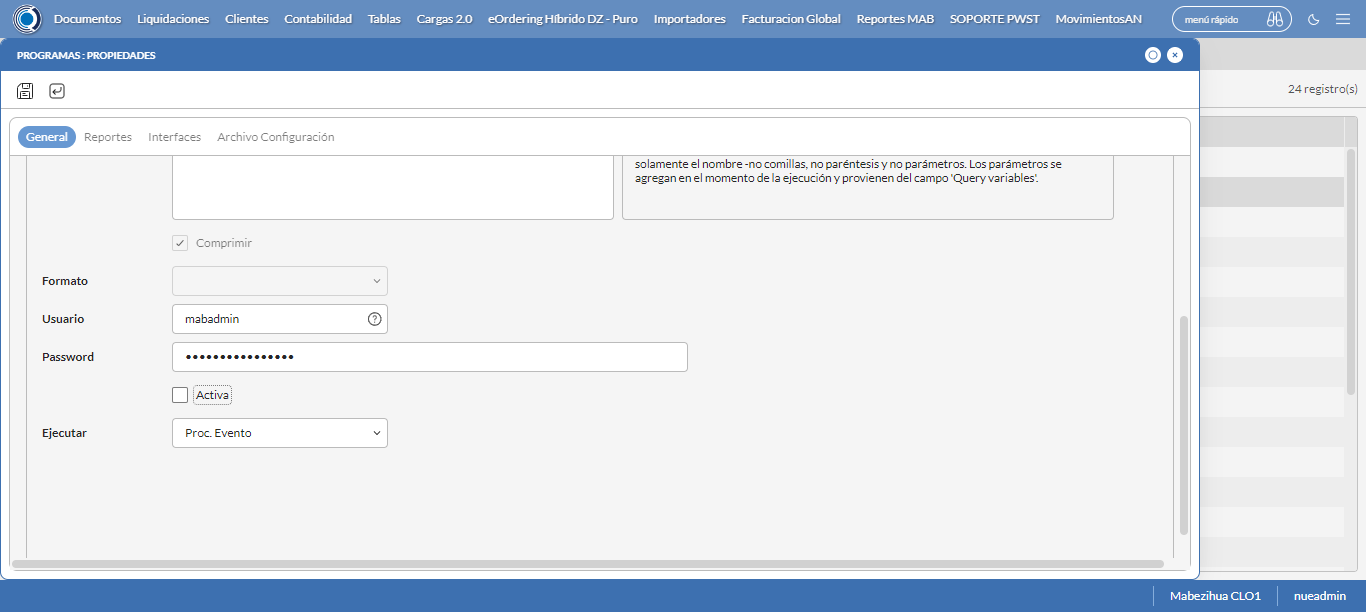 Documentos Liquidaciones Clientes Contabilidad Tablas Cargas 2.0 eOrdering Híbrido DZ - Puro Importadores Facturacion Global Reportes MAB SOPORTE PWST MovimientosAN menú rápido
PROGRAMAS : PROPIEDADES
24 registro(s)
General Reportes Interfaces Archivo Configuración
solamente el nombre -no comillas, no paréntesis y no parámetros. Los parámetros se
agregan en el momento de la ejecución y provienen del campo 'Query variables'.
Comprimir
Formato
Usuario mabadmin
Password ••••••••••••••••
Activa
Ejecutar Proc. Evento
Mabezihua CLO1 nueadmin